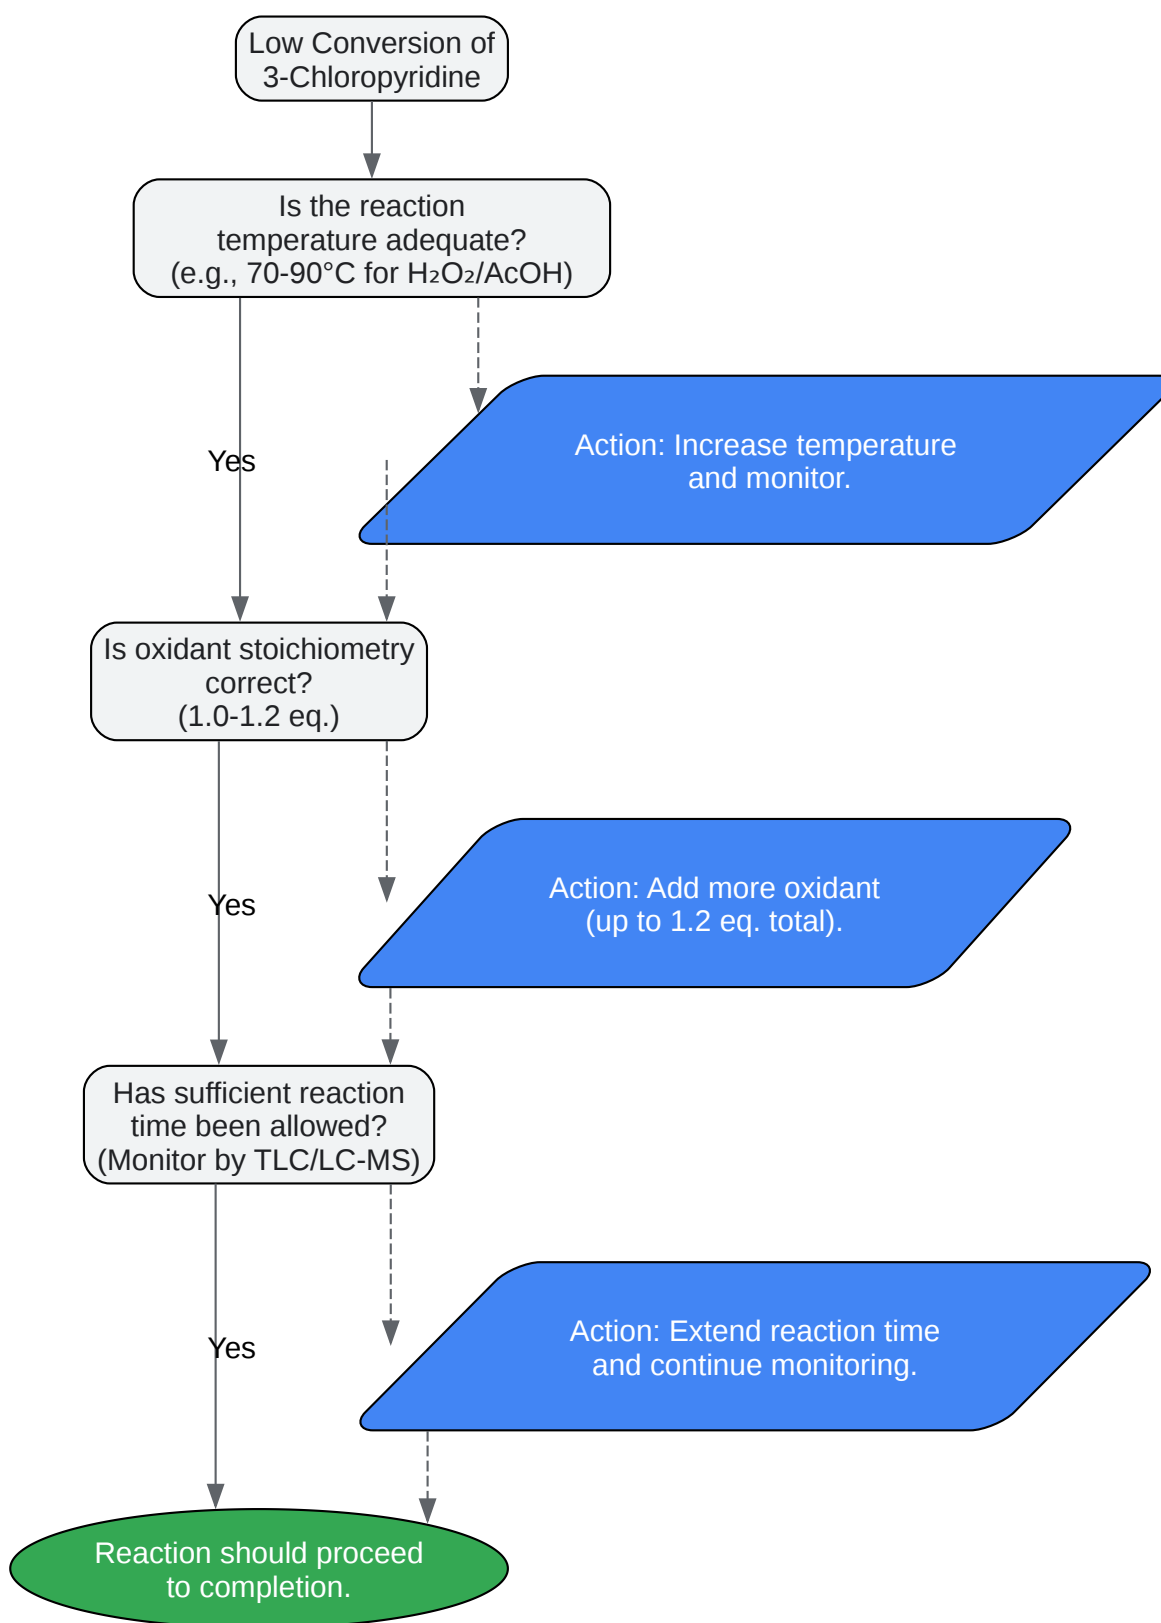 Low Conversion of
3-Chloropyridine
Is the reaction
temperature adequate?
(e.g., 70-90°C for H₂O₂/AcOH)
Action: Increase temperature
and monitor.
Yes
Is oxidant stoichiometry
correct?
(1.0-1.2 eq.)
Action: Add more oxidant
(up to 1.2 eq. total).
Yes
Has sufficient reaction
time been allowed?
(Monitor by TLC/LC-MS)
Action: Extend reaction time
and continue monitoring.
Yes
Reaction should proceed
to completion.